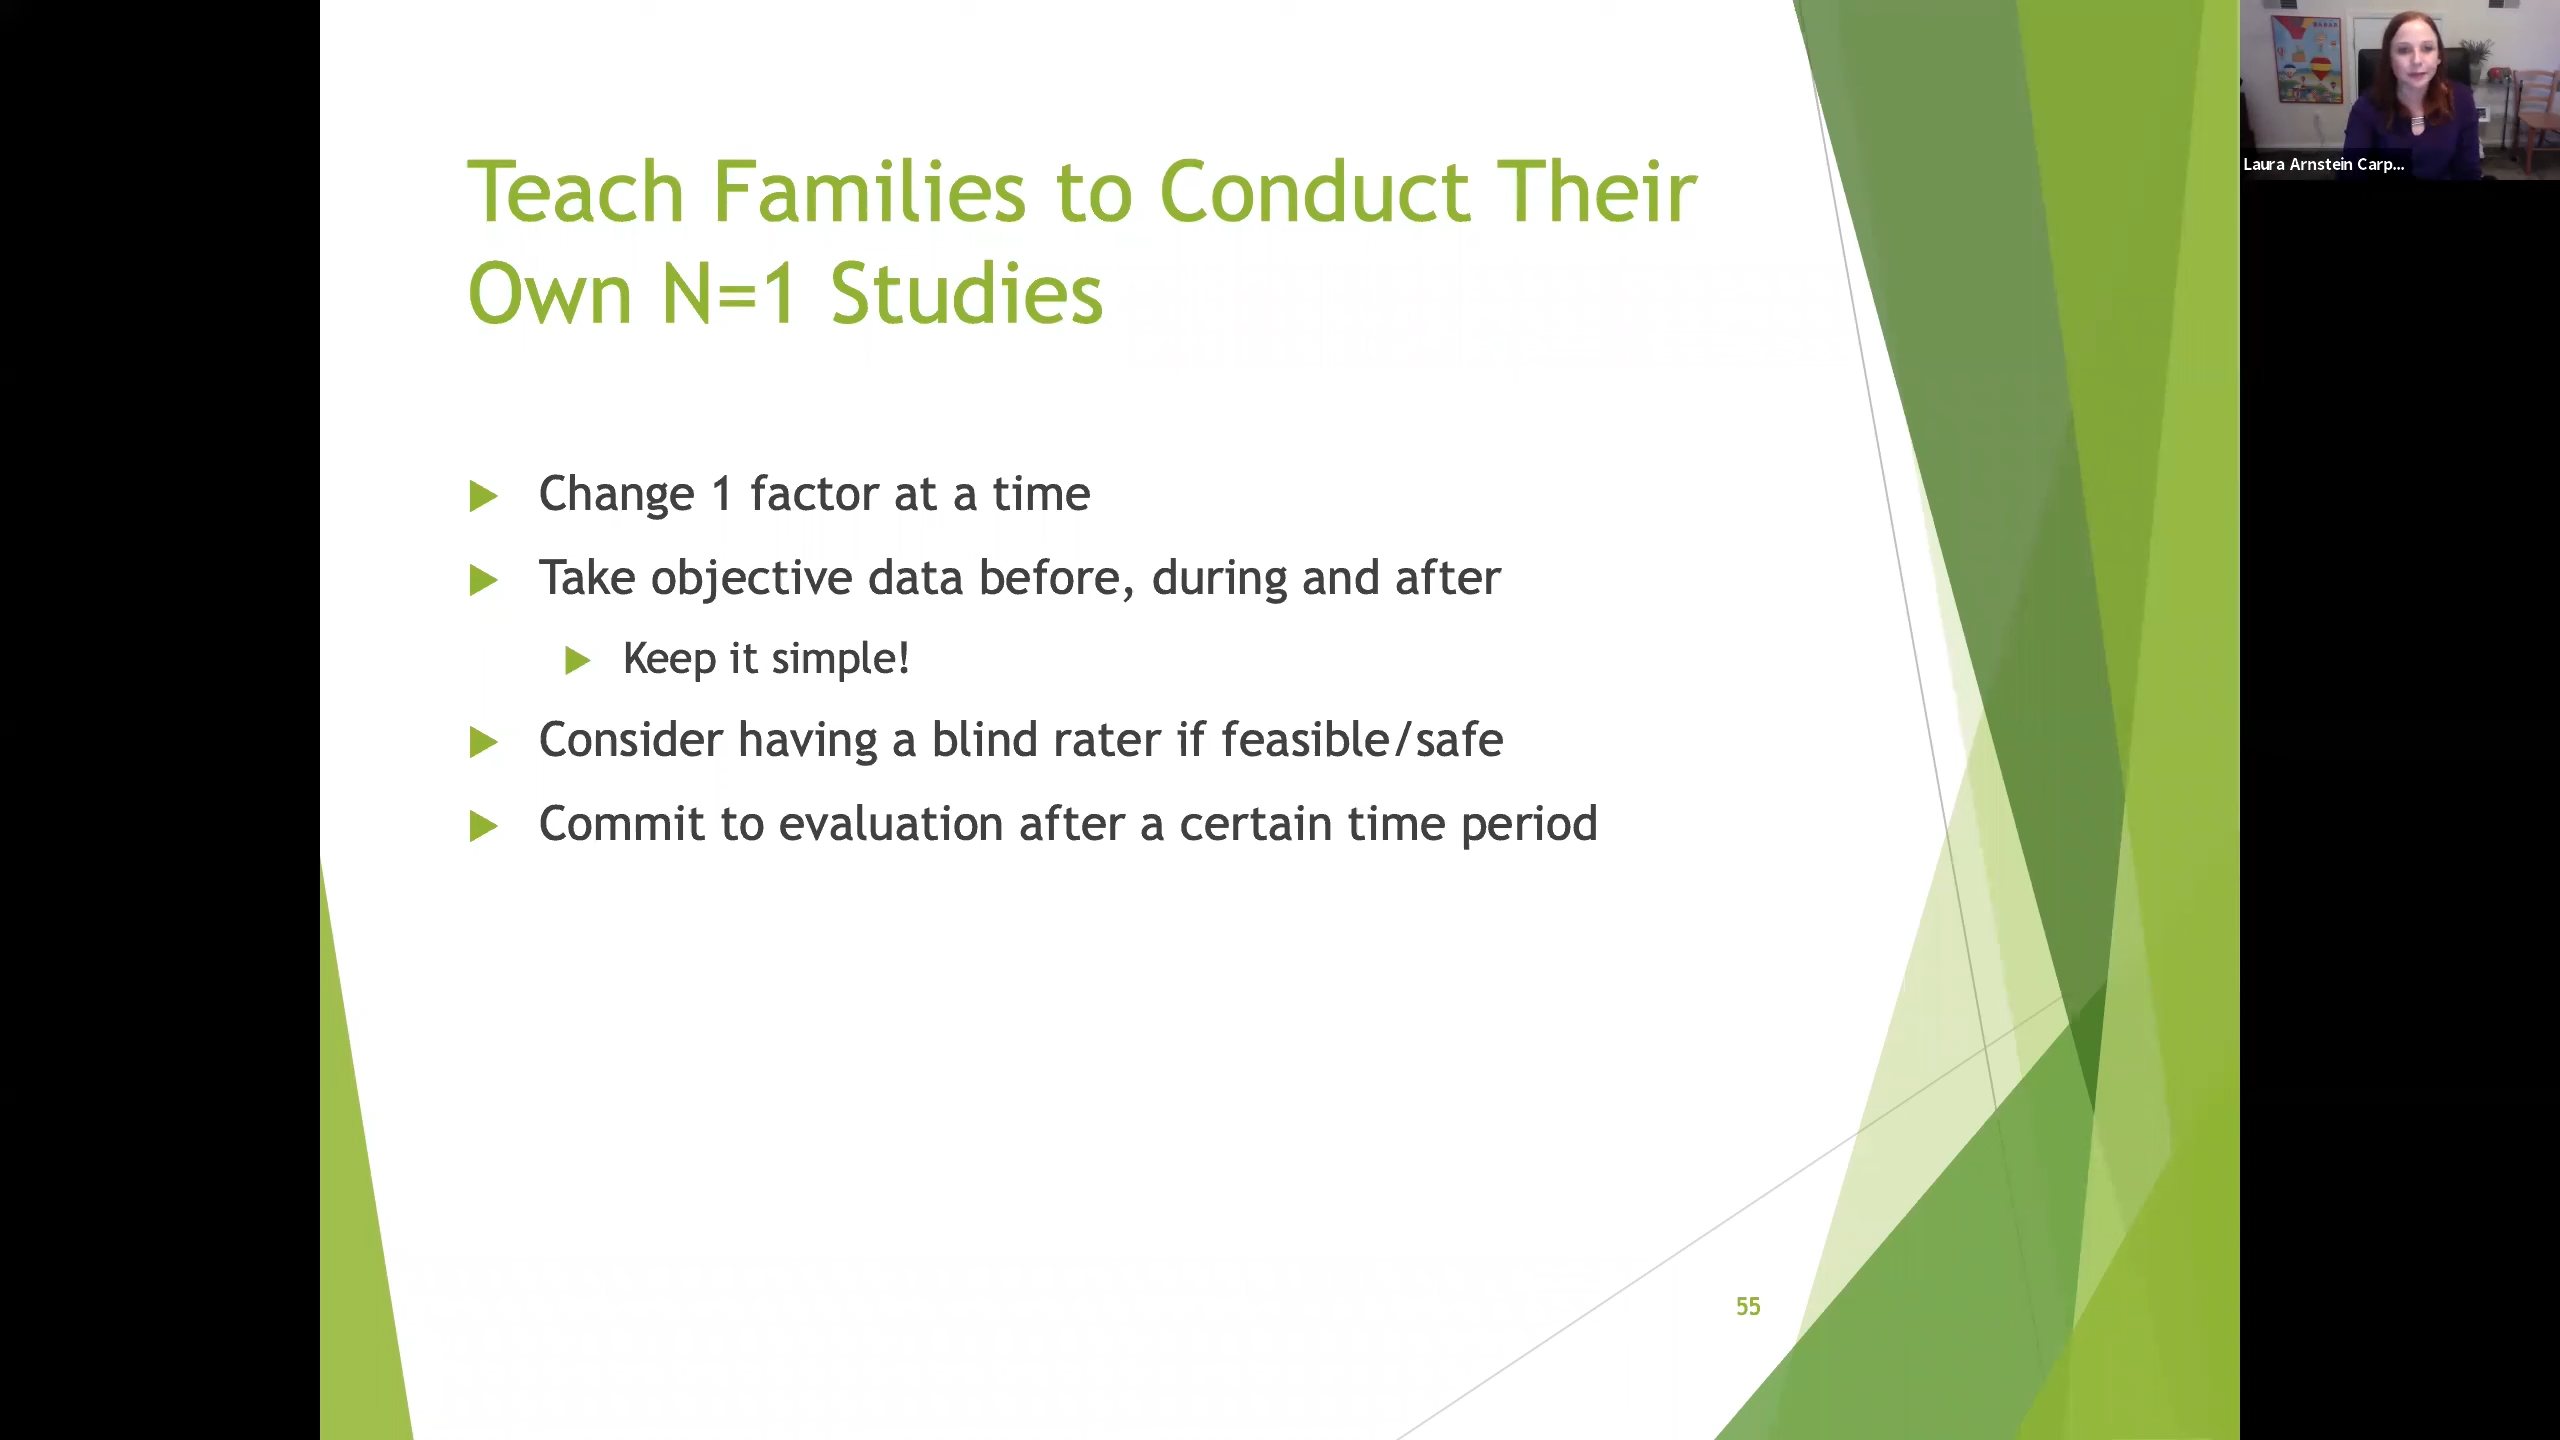 Teach Families to Conduct Their
Own N=1 Studies
Change 1 factor at a time
Take objective data before, during and after
Keep it simple!
Consider having a blind rater if feasible/safe
Commit to evaluation after a certain time period
55
Laura Arnstein Carp...